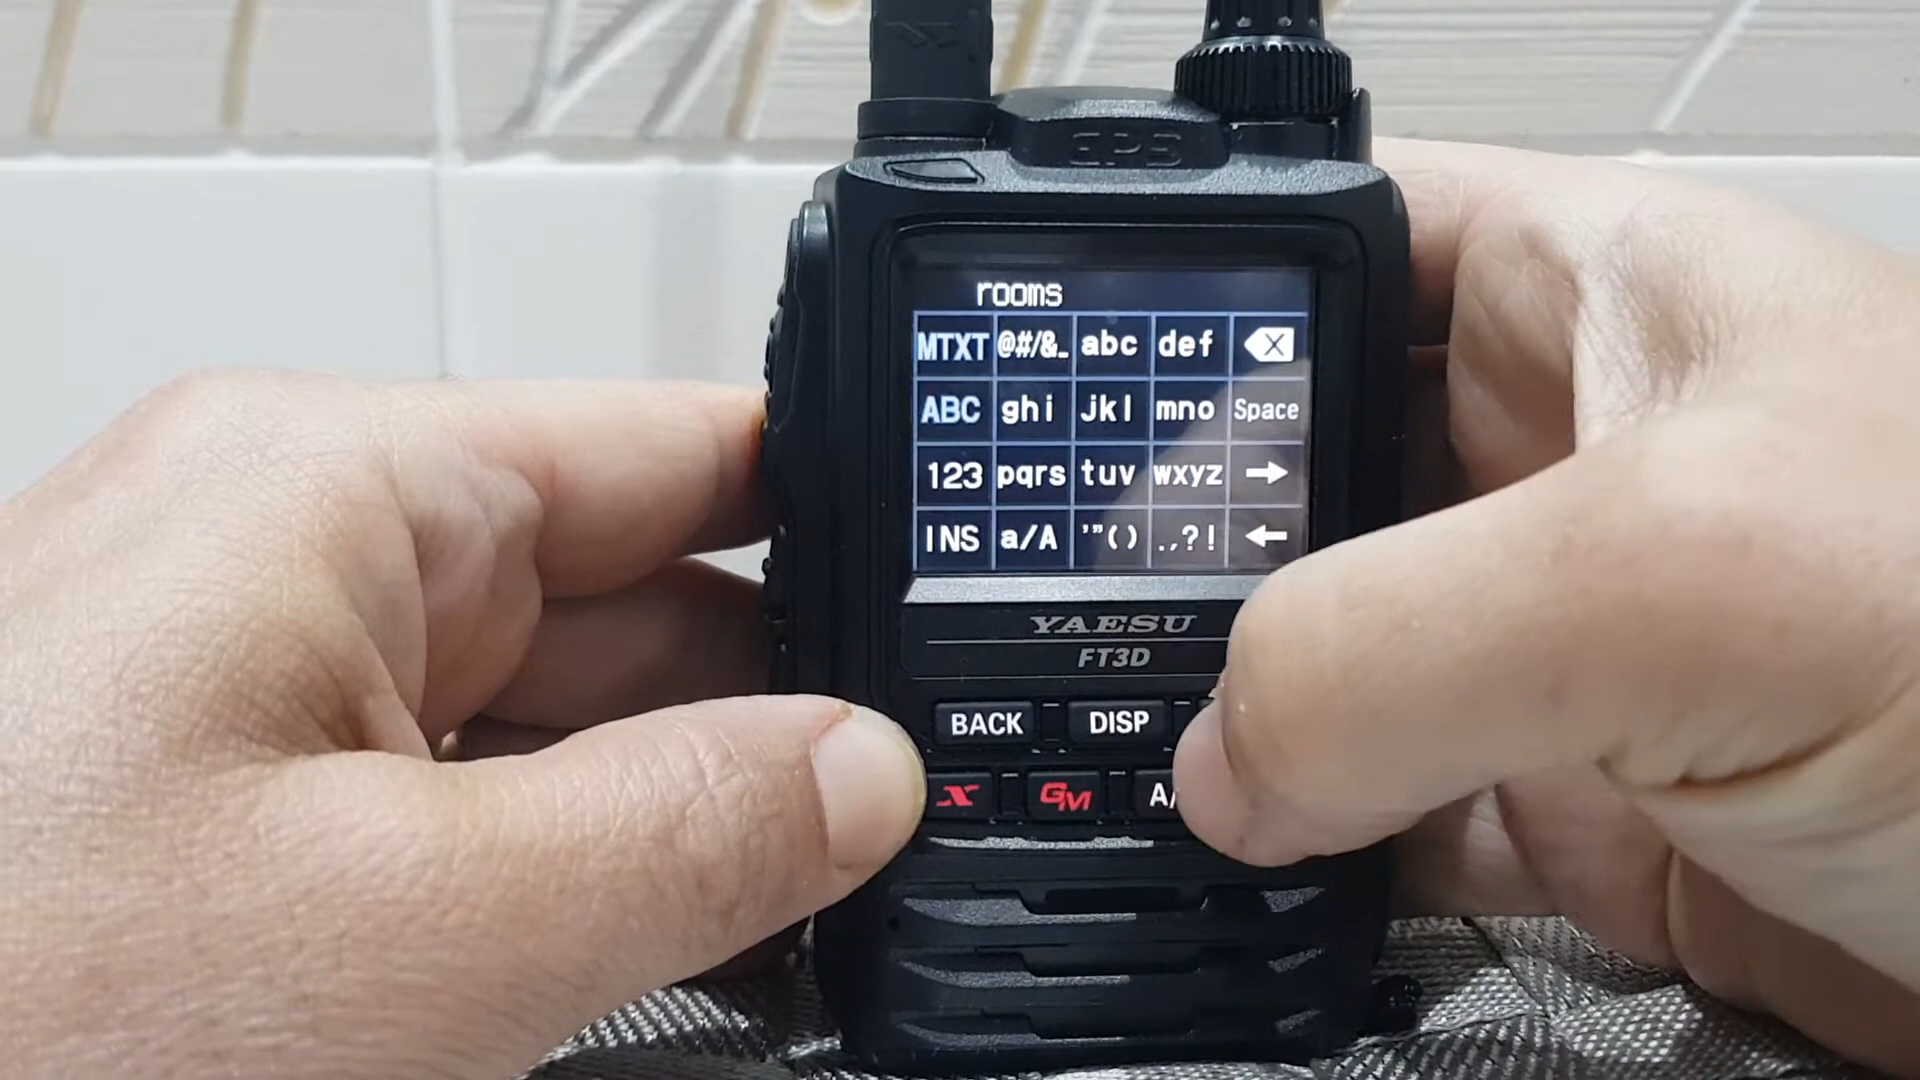 GPS
rooms
MTXT @#/&_ abc def X
ABC ghi jkl mno Space
123 pqrs tuv wxyz →
INS a/A '"() .,?! ←
YAESU
FT3D
BACK DISP
X GM A/